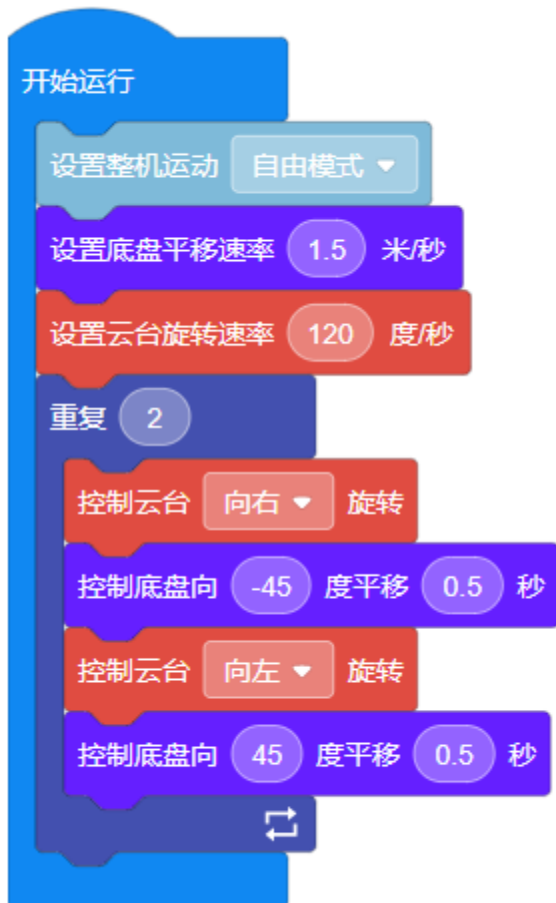 开始运行
设置整机运动 自由模式
设置底盘平移速率 1.5 米/秒
设置云台旋转速率 120 度/秒
重复 2
控制云台 向右 旋转
控制底盘向 -45 度平移 0.5 秒
控制云台 向左 旋转
控制底盘向 45 度平移 0.5 秒